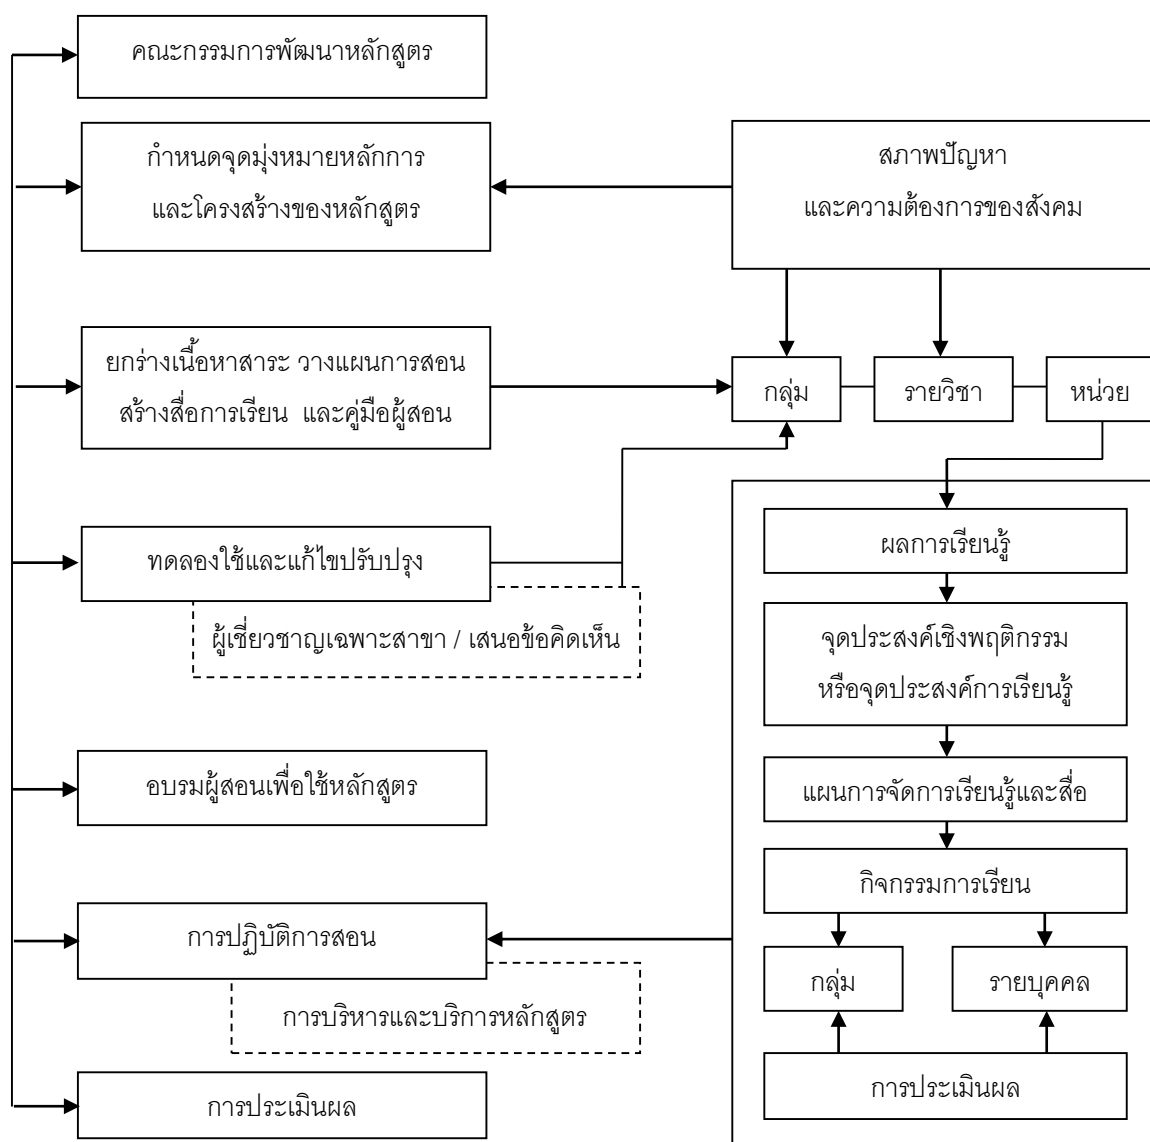 คณะกรรมการพัฒนาหลักสูตร
กำหนดจุดมุ่งหมายหลักการ
และโครงสร้างของหลักสูตร
สภาพปัญหา
และความต้องการของสังคม
ยกร่างเนื้อหาสาระ วางแผนการสอน
สร้างสื่อการเรียน และคู่มือผู้สอน
กลุ่ม
รายวิชา
หน่วย
ทดลองใช้และแก้ไขปรับปรุง
ผู้เชี่ยวชาญเฉพาะสาขา / เสนอข้อคิดเห็น
อบรมผู้สอนเพื่อใช้หลักสูตร
การปฏิบัติการสอน
การบริหารและบริการหลักสูตร
การประเมินผล
ผลการเรียนรู้
จุดประสงค์เชิงพฤติกรรม
หรือจุดประสงค์การเรียนรู้
แผนการจัดการเรียนรู้และสื่อ
กิจกรรมการเรียน
กลุ่ม
รายบุคคล
การประเมินผล